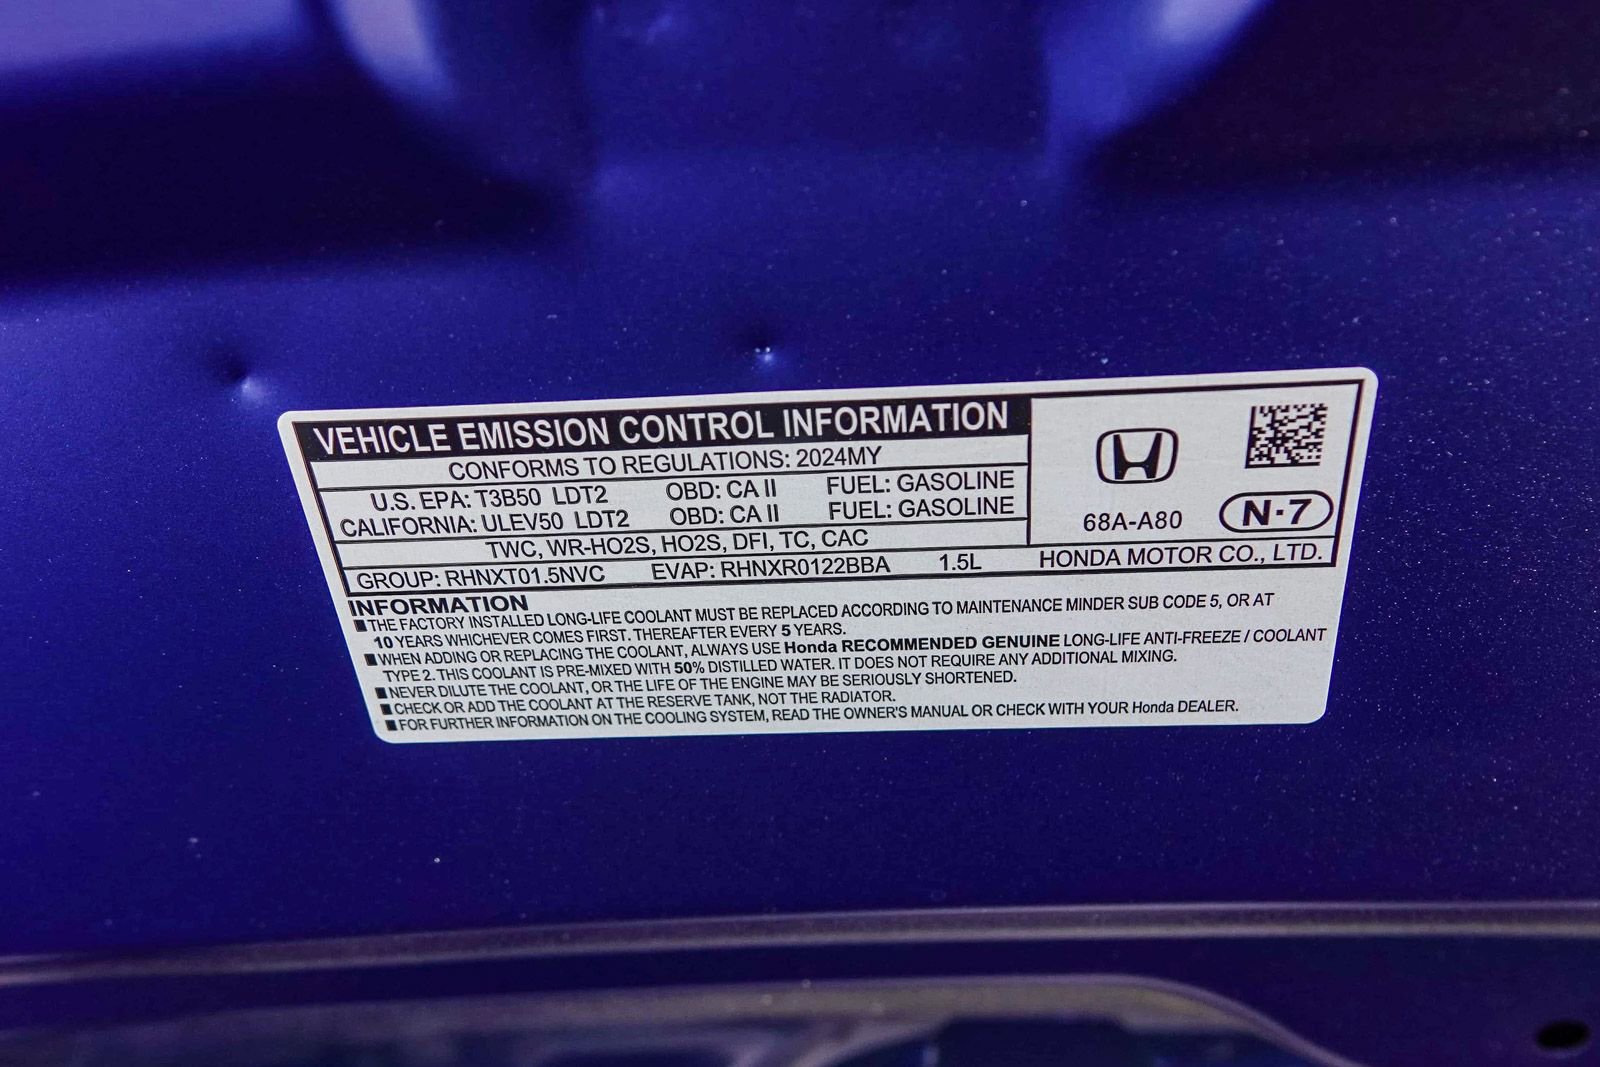 VEHICLE EMISSION CONTROL INFORMATION
CONFORMS TO REGULATIONS: 2024MY
U.S. EPA: T3B50 LDT2 OBD: CA II FUEL: GASOLINE
CALIFORNIA: ULEV50 LDT2 OBD: CA II FUEL: GASOLINE
68A-A80 N·7
TWC, WR-HO2S, HO2S, DFI, TC, CAC
GROUP: RHNXT01.5NVC EVAP: RHNXR0122BBA 1.5L HONDA MOTOR CO., LTD.
INFORMATION
■THE FACTORY INSTALLED LONG-LIFE COOLANT MUST BE REPLACED ACCORDING TO MAINTENANCE MINDER SUB CODE 5, OR AT
10 YEARS WHICHEVER COMES FIRST. THEREAFTER EVERY 5 YEARS.
■WHEN ADDING OR REPLACING THE COOLANT, ALWAYS USE Honda RECOMMENDED GENUINE LONG-LIFE ANTI-FREEZE / COOLANT
TYPE 2. THIS COOLANT IS PRE-MIXED WITH 50% DISTILLED WATER. IT DOES NOT REQUIRE ANY ADDITIONAL MIXING.
■NEVER DILUTE THE COOLANT, OR THE LIFE OF THE ENGINE MAY BE SERIOUSLY SHORTENED.
■CHECK OR ADD THE COOLANT AT THE RESERVE TANK, NOT THE RADIATOR.
■FOR FURTHER INFORMATION ON THE COOLING SYSTEM, READ THE OWNER'S MANUAL OR CHECK WITH YOUR Honda DEALER.